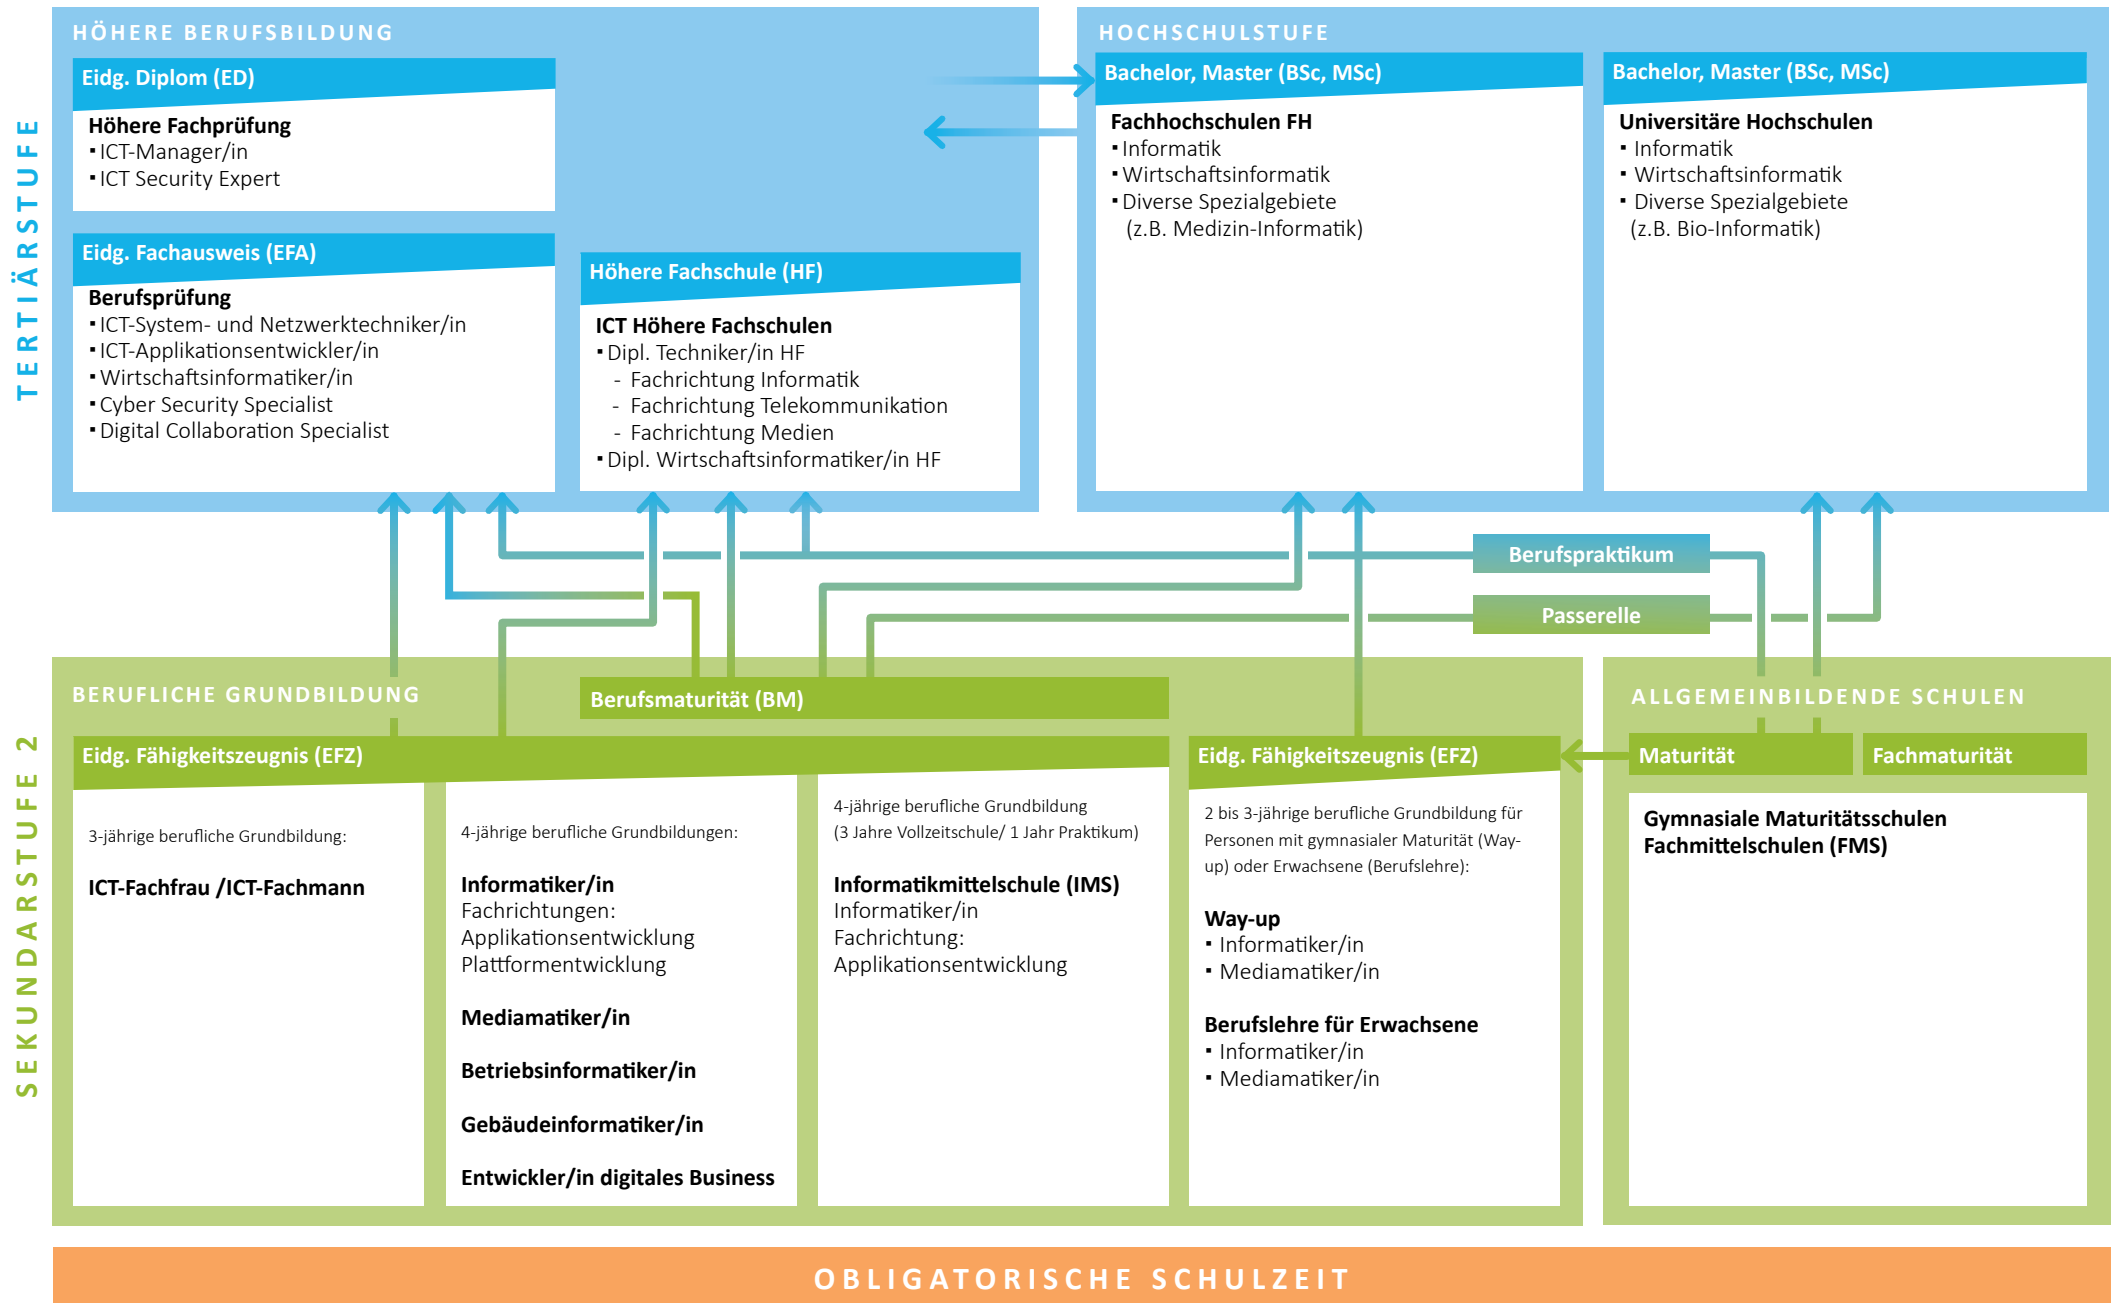 TERTIÄRSTUFE
HÖHERE BERUFSBILDUNG
Eidg. Diplom (ED)
Höhere Fachprüfung
▪ ICT-Manager/in
▪ ICT Security Expert
Eidg. Fachausweis (EFA)
Berufsprüfung
▪ ICT-System- und Netzwerktechniker/in
▪ ICT-Applikationsentwickler/in
▪ Wirtschaftsinformatiker/in
▪ Cyber Security Specialist
▪ Digital Collaboration Specialist
Höhere Fachschule (HF)
ICT Höhere Fachschulen
▪ Dipl. Techniker/in HF
- Fachrichtung Informatik
- Fachrichtung Telekommunikation
- Fachrichtung Medien
▪ Dipl. Wirtschaftsinformatiker/in HF
HOCHSCHULSTUFE
Bachelor, Master (BSc, MSc)
Fachhochschulen FH
▪ Informatik
▪ Wirtschaftsinformatik
▪ Diverse Spezialgebiete
(z.B. Medizin-Informatik)
Bachelor, Master (BSc, MSc)
Universitäre Hochschulen
▪ Informatik
▪ Wirtschaftsinformatik
▪ Diverse Spezialgebiete
(z.B. Bio-Informatik)
Berufspraktikum
Passerelle
SEKUNDARSTUFE 2
BERUFLICHE GRUNDBILDUNG
Berufsmaturität (BM)
Eidg. Fähigkeitszeugnis (EFZ)
3-jährige berufliche Grundbildung:
ICT-Fachfrau /ICT-Fachmann
4-jährige berufliche Grundbildungen:
Informatiker/in
Fachrichtungen:
Applikationsentwicklung
Plattformentwicklung
Mediamatiker/in
Betriebsinformatiker/in
Gebäudeinformatiker/in
Entwickler/in digitales Business
4-jährige berufliche Grundbildung
(3 Jahre Vollzeitschule/ 1 Jahr Praktikum)
Informatikmittelschule (IMS)
Informatiker/in
Fachrichtung:
Applikationsentwicklung
Eidg. Fähigkeitszeugnis (EFZ)
2 bis 3-jährige berufliche Grundbildung für
Personen mit gymnasialer Maturität (Way-
up) oder Erwachsene (Berufslehre):
Way-up
▪ Informatiker/in
▪ Mediamatiker/in
Berufslehre für Erwachsene
▪ Informatiker/in
▪ Mediamatiker/in
ALLGEMEINBILDENDE SCHULEN
Maturität
Fachmaturität
Gymnasiale Maturitätsschulen
Fachmittelschulen (FMS)
OBLIGATORISCHE SCHULZEIT